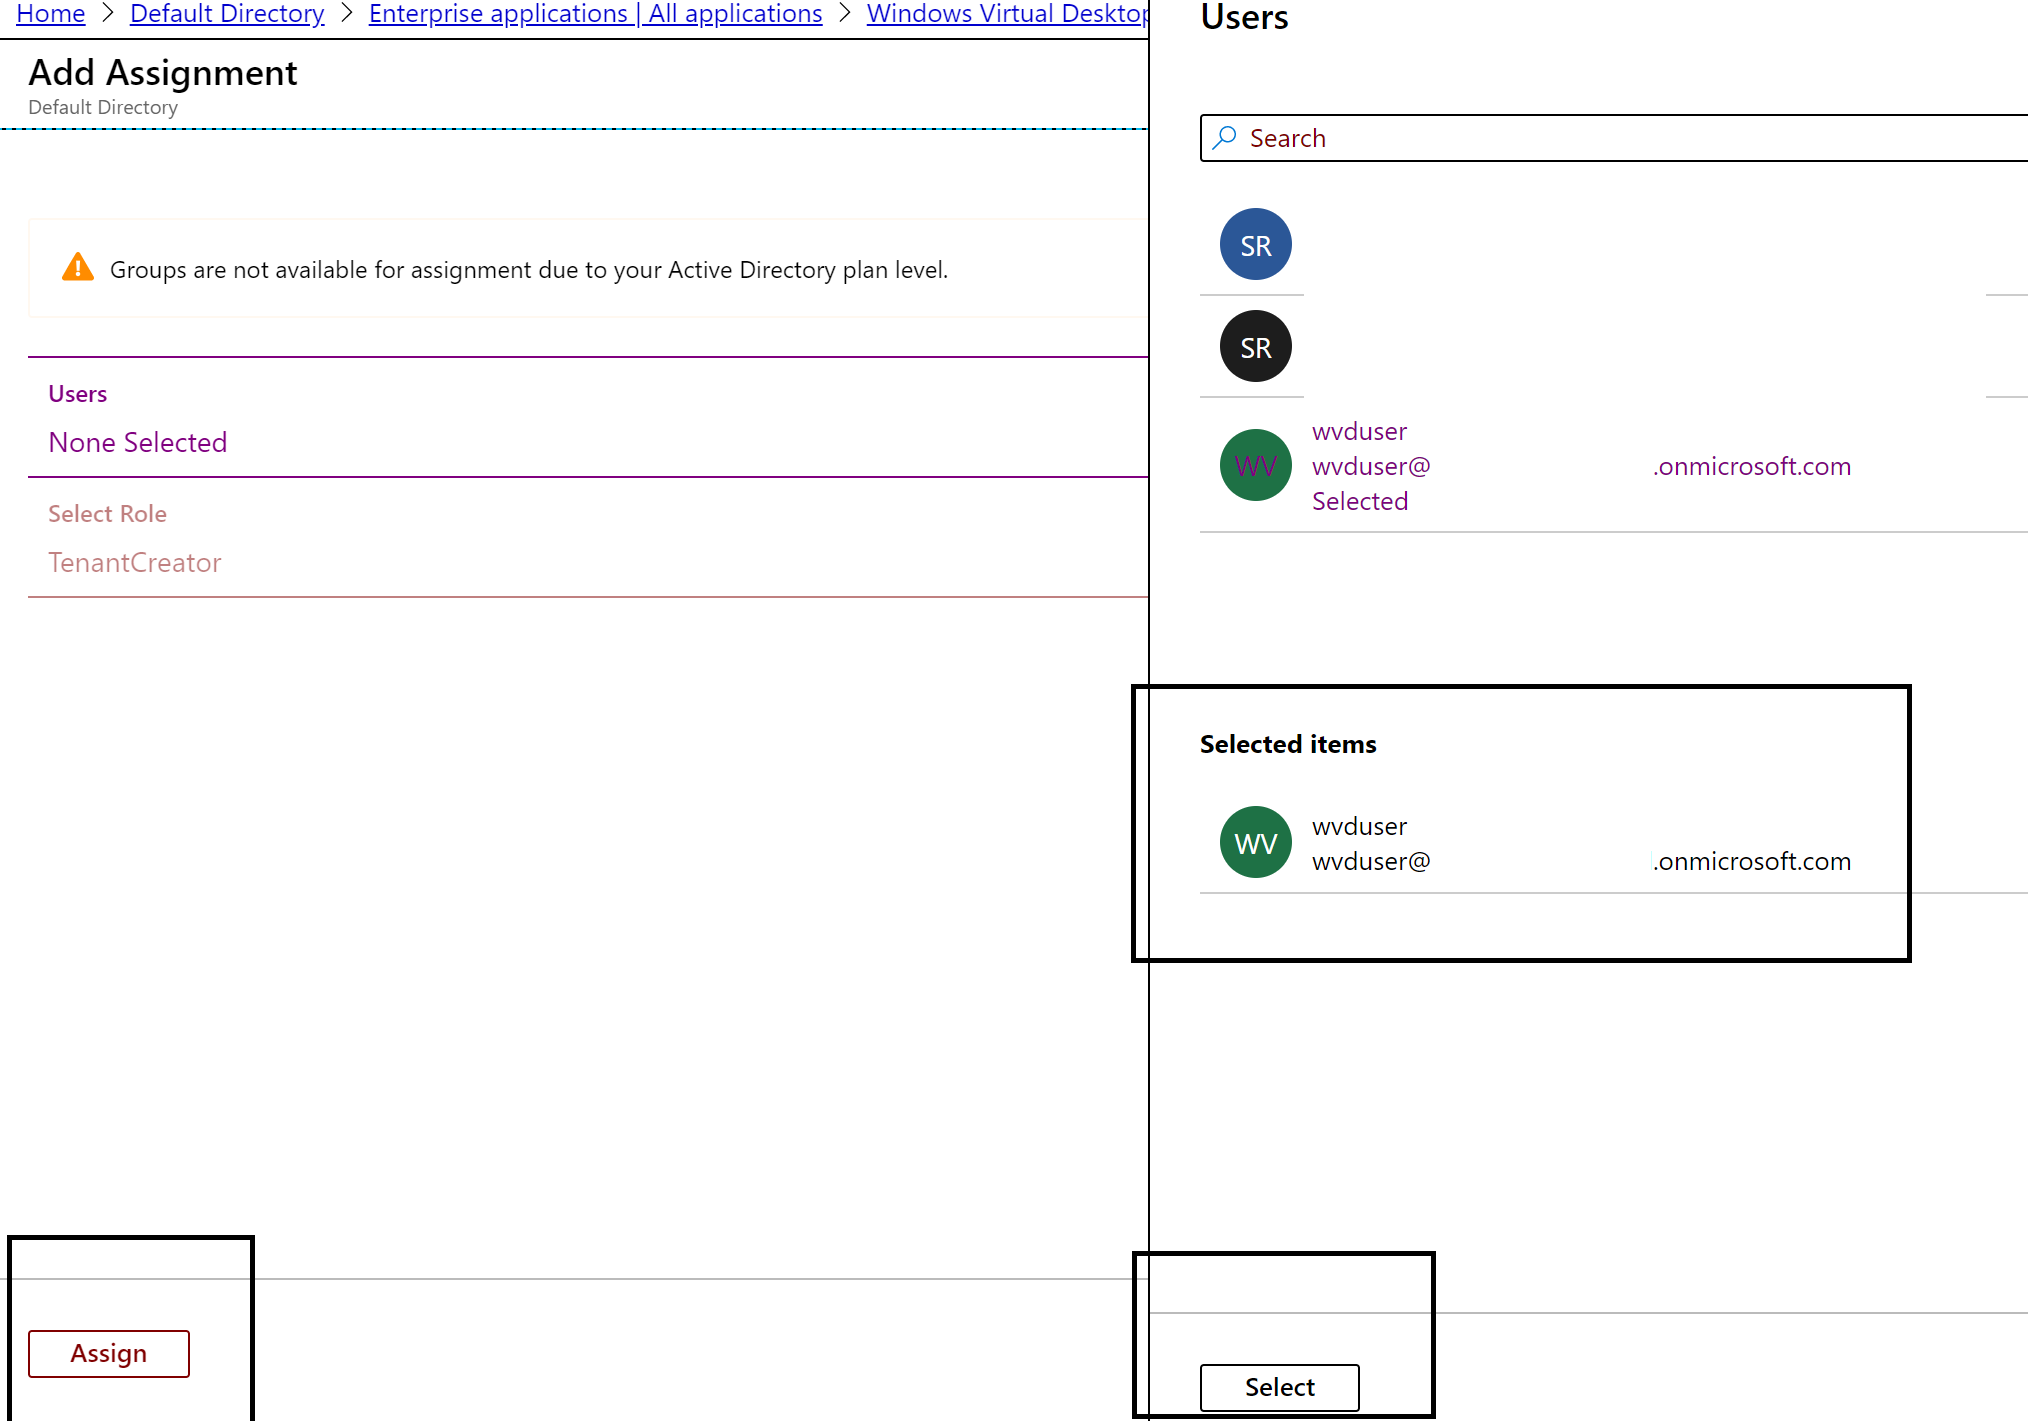 Home > Default Directory > Enterprise applications | All applications > Windows Virtual Desktop
Add Assignment
Default Directory
Groups are not available for assignment due to your Active Directory plan level.
Users
None Selected
Select Role
TenantCreator
Assign
Users
Search
SR
SR
WV
wvduser
wvduser@ .onmicrosoft.com
Selected
Selected items
WV
wvduser
wvduser@ .onmicrosoft.com
Select